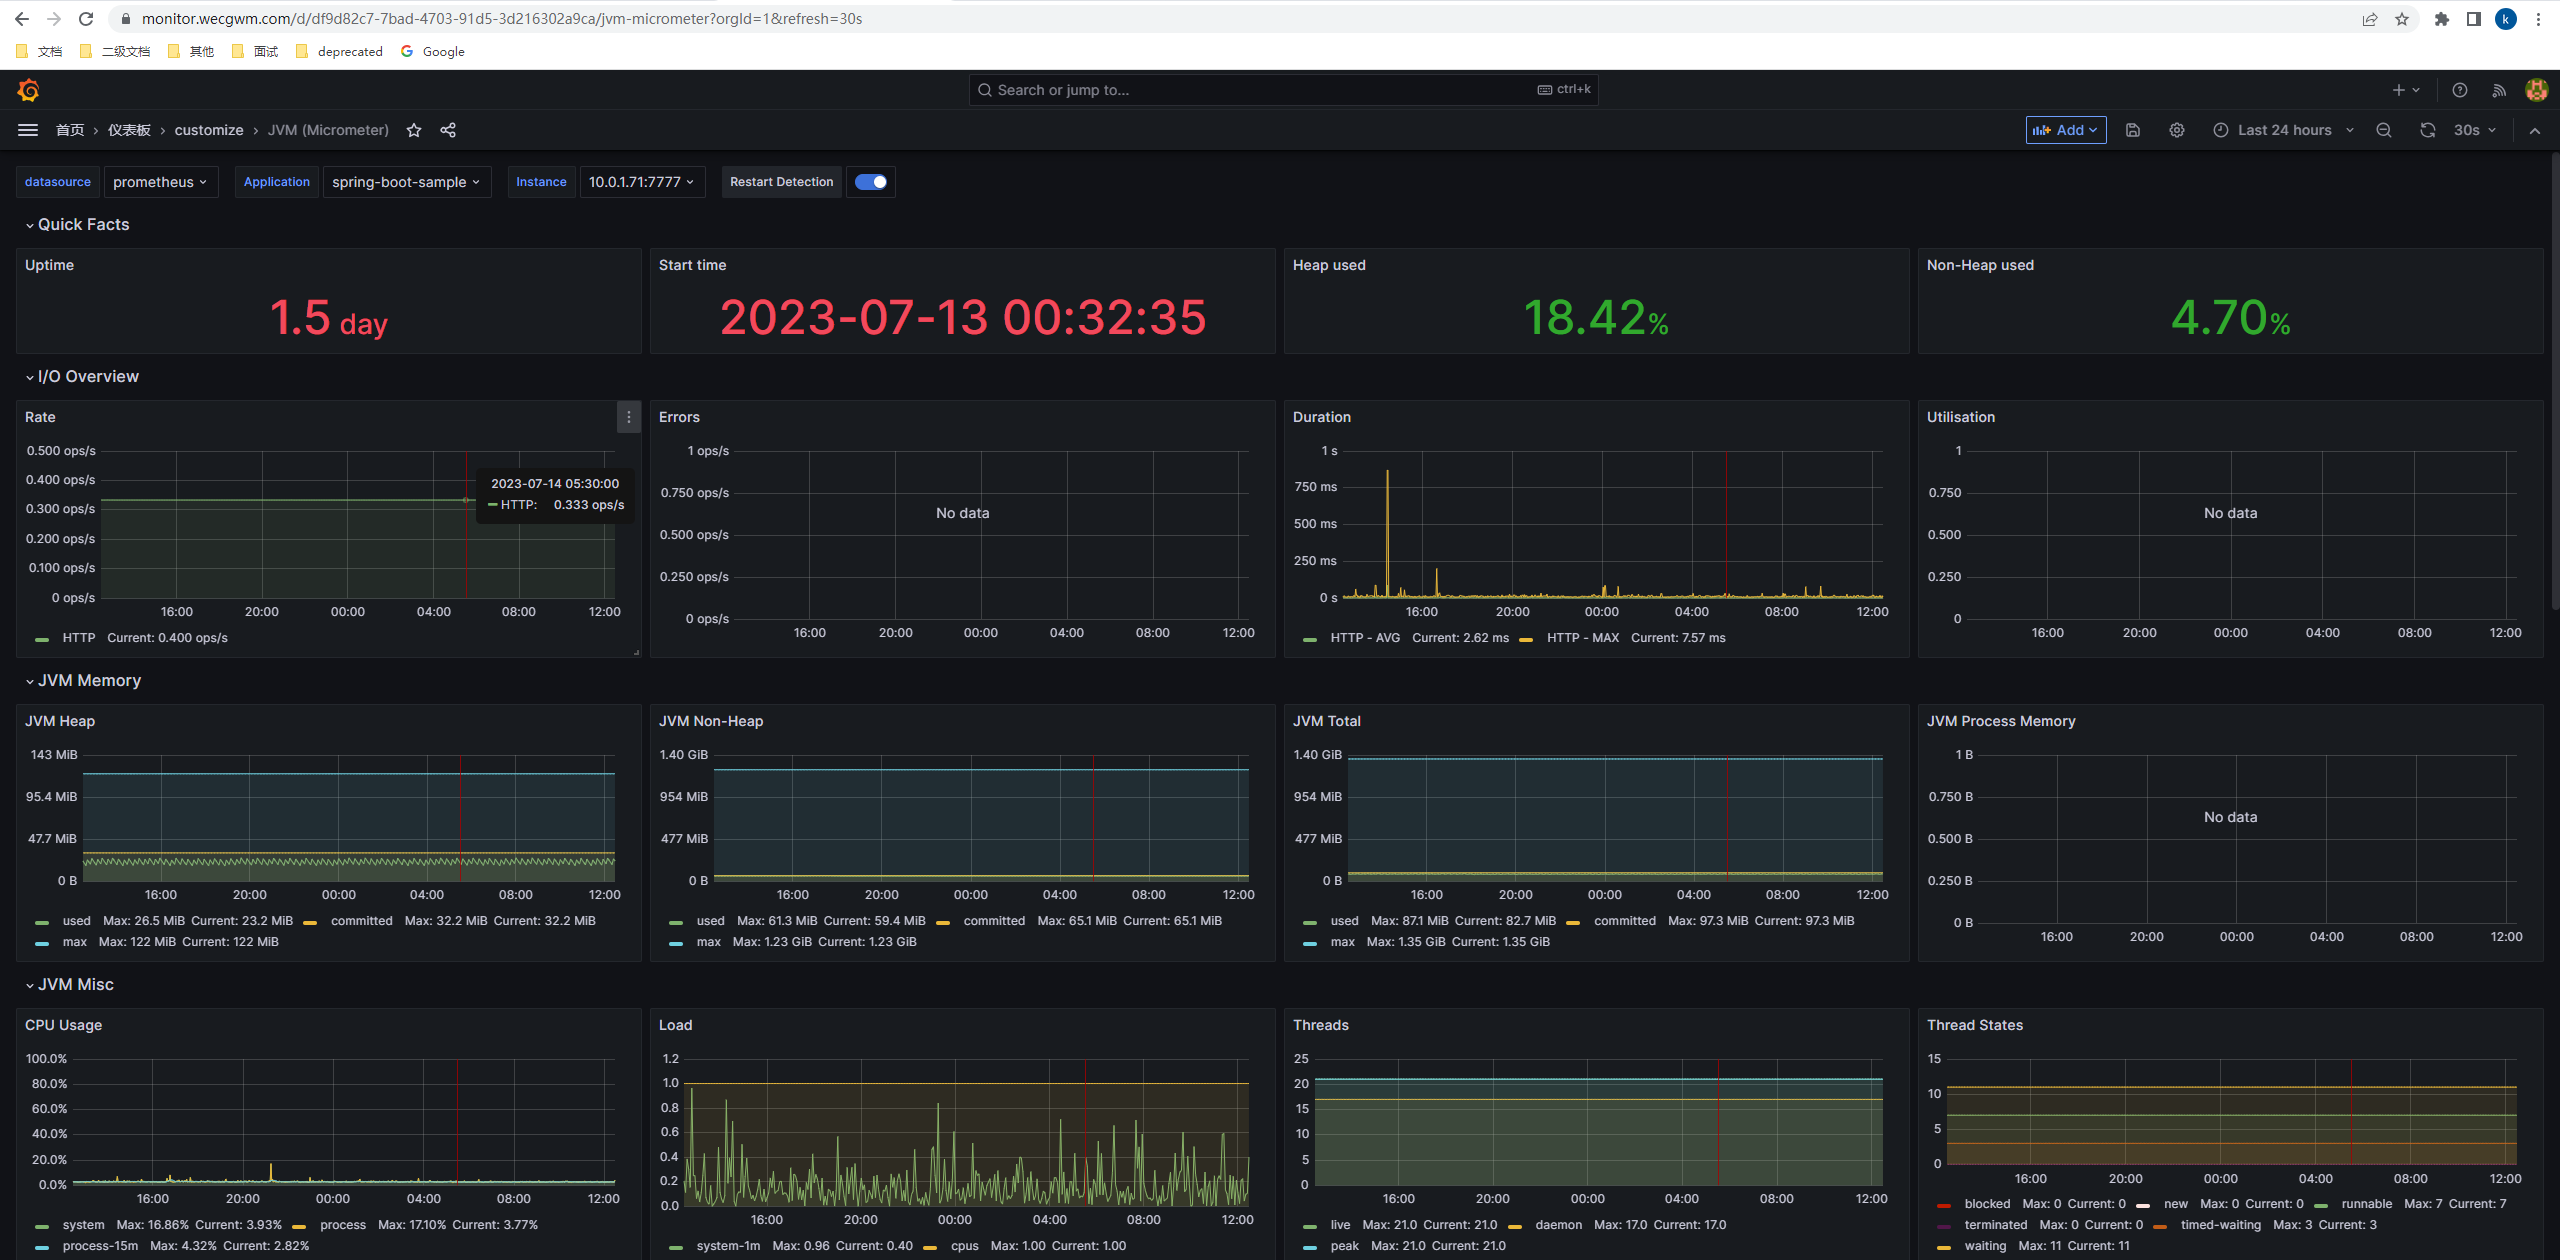 monitor.wecgwm.com/d/df9d82c7-7bad-4703-91d5-3d216302a9ca/jvm-micrometer?orgId=1&refresh=30s
k
文档 二级文档 其他 面试 deprecated Google
Search or jump to... ctrl+k
首页 › 仪表板 › customize › JVM (Micrometer)
Add Last 24 hours 30s
datasource prometheus Application spring-boot-sample Instance 10.0.1.71:7777 Restart Detection
Quick Facts
Uptime
1.5 day
Start time
2023-07-13 00:32:35
Heap used
18.42%
Non-Heap used
4.70%
I/O Overview
Rate
0.500 ops/s
0.400 ops/s
0.300 ops/s
0.200 ops/s
0.100 ops/s
0 ops/s
16:00 20:00 00:00 04:00 08:00 12:00
2023-07-14 05:30:00
HTTP: 0.333 ops/s
HTTP Current: 0.400 ops/s
Errors
1 ops/s
0.750 ops/s
0.500 ops/s
0.250 ops/s
0 ops/s
No data
16:00 20:00 00:00 04:00 08:00 12:00
Duration
1 s
750 ms
500 ms
250 ms
0 s
16:00 20:00 00:00 04:00 08:00 12:00
HTTP - AVG Current: 2.62 ms HTTP - MAX Current: 7.57 ms
Utilisation
1
0.750
0.500
0.250
0
No data
16:00 20:00 00:00 04:00 08:00 12:00
JVM Memory
JVM Heap
143 MiB
95.4 MiB
47.7 MiB
0 B
16:00 20:00 00:00 04:00 08:00 12:00
used Max: 26.5 MiB Current: 23.2 MiB committed Max: 32.2 MiB Current: 32.2 MiB
max Max: 122 MiB Current: 122 MiB
JVM Non-Heap
1.40 GiB
954 MiB
477 MiB
0 B
16:00 20:00 00:00 04:00 08:00 12:00
used Max: 61.3 MiB Current: 59.4 MiB committed Max: 65.1 MiB Current: 65.1 MiB
max Max: 1.23 GiB Current: 1.23 GiB
JVM Total
1.40 GiB
954 MiB
477 MiB
0 B
16:00 20:00 00:00 04:00 08:00 12:00
used Max: 87.1 MiB Current: 82.7 MiB committed Max: 97.3 MiB Current: 97.3 MiB
max Max: 1.35 GiB Current: 1.35 GiB
JVM Process Memory
1 B
0.750 B
0.500 B
0.250 B
0 B
No data
16:00 20:00 00:00 04:00 08:00 12:00
JVM Misc
CPU Usage
100.0%
80.0%
60.0%
40.0%
20.0%
0.0%
16:00 20:00 00:00 04:00 08:00 12:00
system Max: 16.86% Current: 3.93% process Max: 17.10% Current: 3.77%
process-15m Max: 4.32% Current: 2.82%
Load
1.2
1.0
0.8
0.6
0.4
0.2
0.0
16:00 20:00 00:00 04:00 08:00 12:00
system-1m Max: 0.96 Current: 0.40 cpus Max: 1.00 Current: 1.00
Threads
25
20
15
10
5
0
16:00 20:00 00:00 04:00 08:00 12:00
live Max: 21.0 Current: 21.0 daemon Max: 17.0 Current: 17.0
peak Max: 21.0 Current: 21.0
Thread States
15
10
5
0
16:00 20:00 00:00 04:00 08:00 12:00
blocked Max: 0 Current: 0 new Max: 0 Current: 0 runnable Max: 7 Current: 7
terminated Max: 0 Current: 0 timed-waiting Max: 3 Current: 3
waiting Max: 11 Current: 11